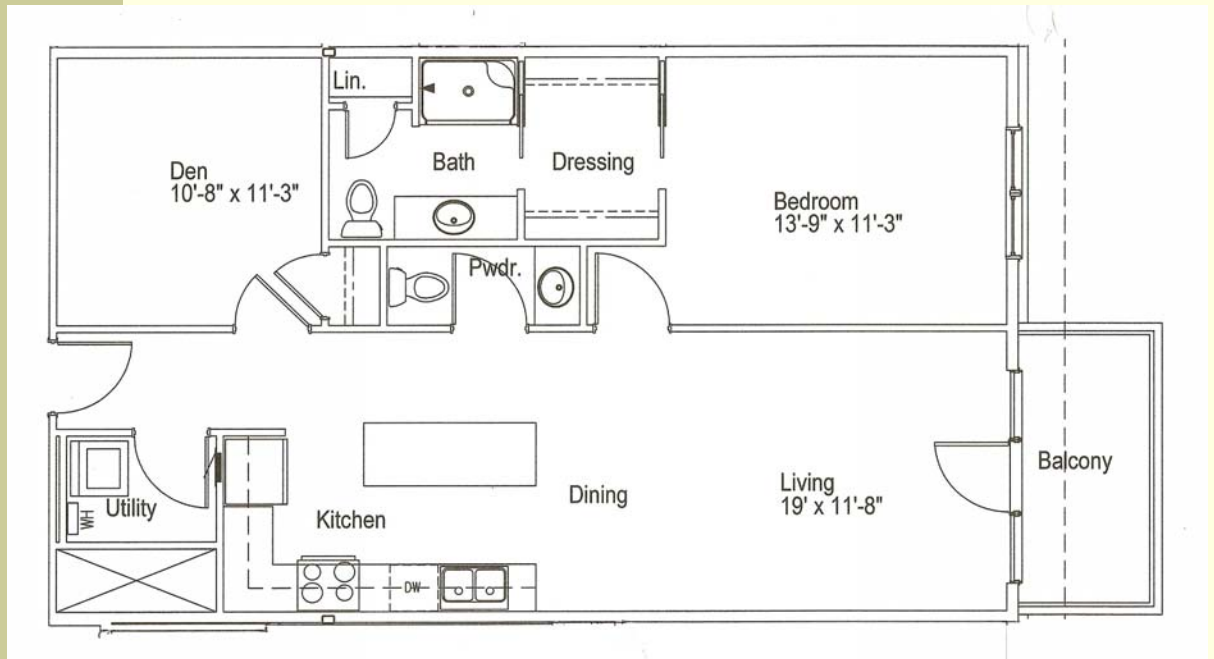 Lin.
Den
10'-8" x 11'-3"
Bath
Dressing
Bedroom
13'-9" x 11'-3"
Pwdr.
Balcony
Living
19' x 11'-8"
Dining
Utility
WH
Kitchen
DW